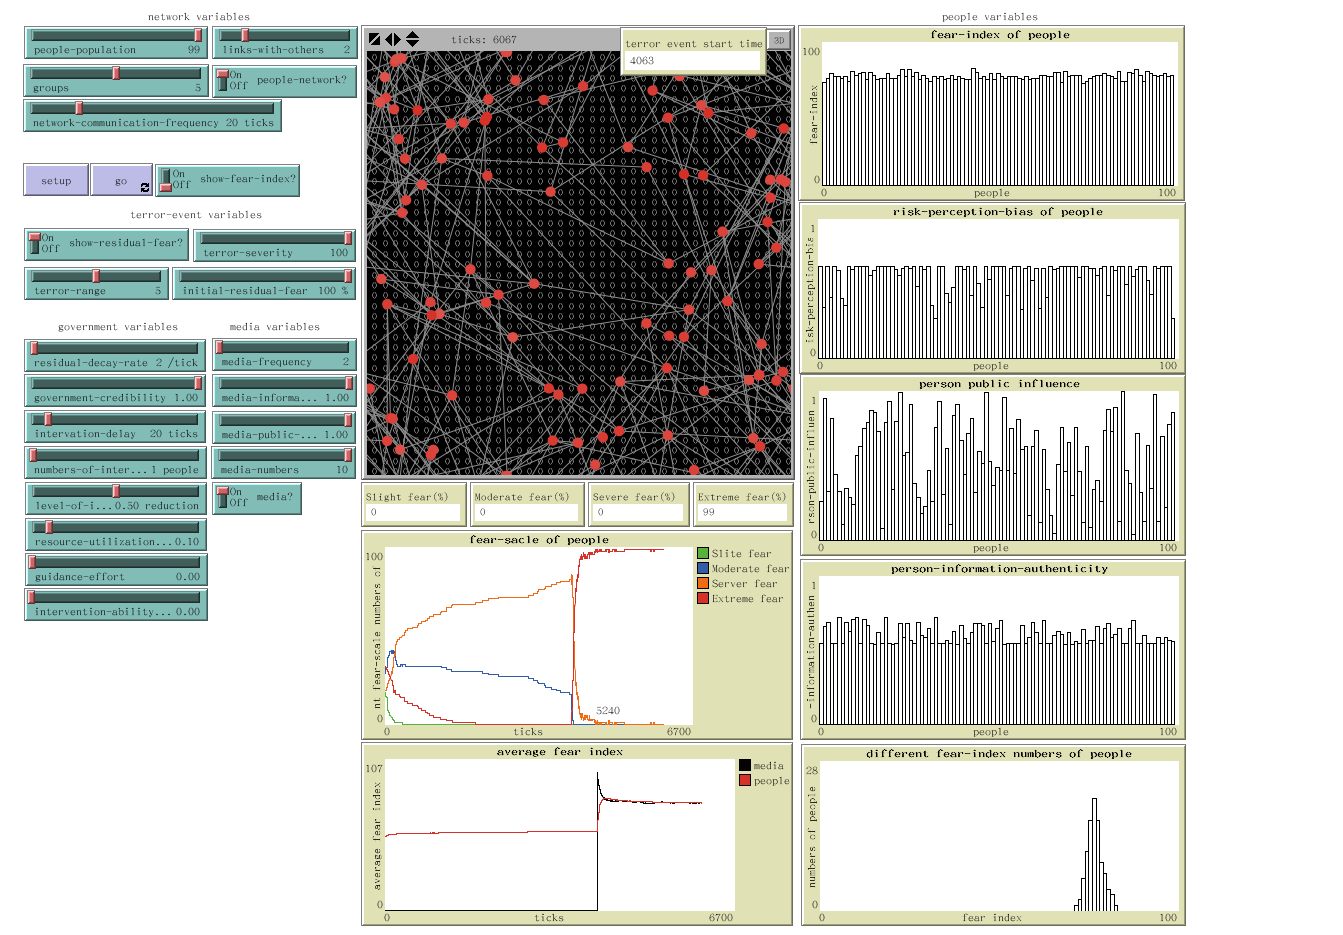 network variables
people-population 99
links-with-others 2
groups 5
On
Off
people-network?
network-communication-frequency 20 ticks
setup
go
On
Off
show-fear-index?
terror-event variables
On
Off
show-residual-fear?
terror-severity 100
terror-range 5
initial-residual-fear 100 %
government variables
residual-decay-rate 2 /tick
government-credibility 1.00
intervation-delay 20 ticks
numbers-of-inter... 1 people
level-of-i... 0.50 reduction
resource-utilization... 0.10
guidance-effort 0.00
intervention-ability... 0.00
media variables
media-frequency 2
media-informa... 1.00
media-public-... 1.00
media-numbers 10
On
Off
media?
ticks: 6067
3D
terror event start time
4063
Slight fear(%)
0
Moderate fear(%)
0
Severe fear(%)
0
Extreme fear(%)
99
fear-sacle of people
100
nt fear-scale numbers of
0
0
ticks
6700
5240
Slite fear
Moderate fear
Server fear
Extreme fear
average fear index
107
average fear index
0
0
ticks
6700
media
people
people variables
fear-index of people
100
fear-index
0
0
people
100
risk-perception-bias of people
1
isk-perception-bis
0
0
people
100
person public influence
1
rson-public-influen
0
0
people
100
person-information-authenticity
1
-information-authen
0
0
people
100
different fear-index numbers of people
28
numbers of people
0
0
fear index
100